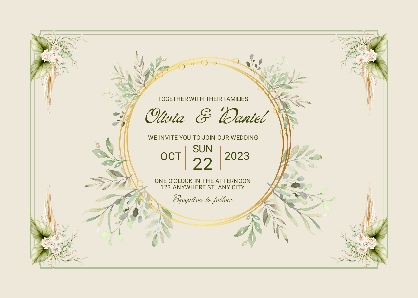 TOGETHER WITH THEIR FAMILIES
Olivia & Daniel
WE INVITE YOU TO JOIN OUR WEDDING
OCT SUN 22 2023
ONE O'CLOCK IN THE AFTERNOON
123 ANYWHERE ST. ANY CITY
Reception to follow